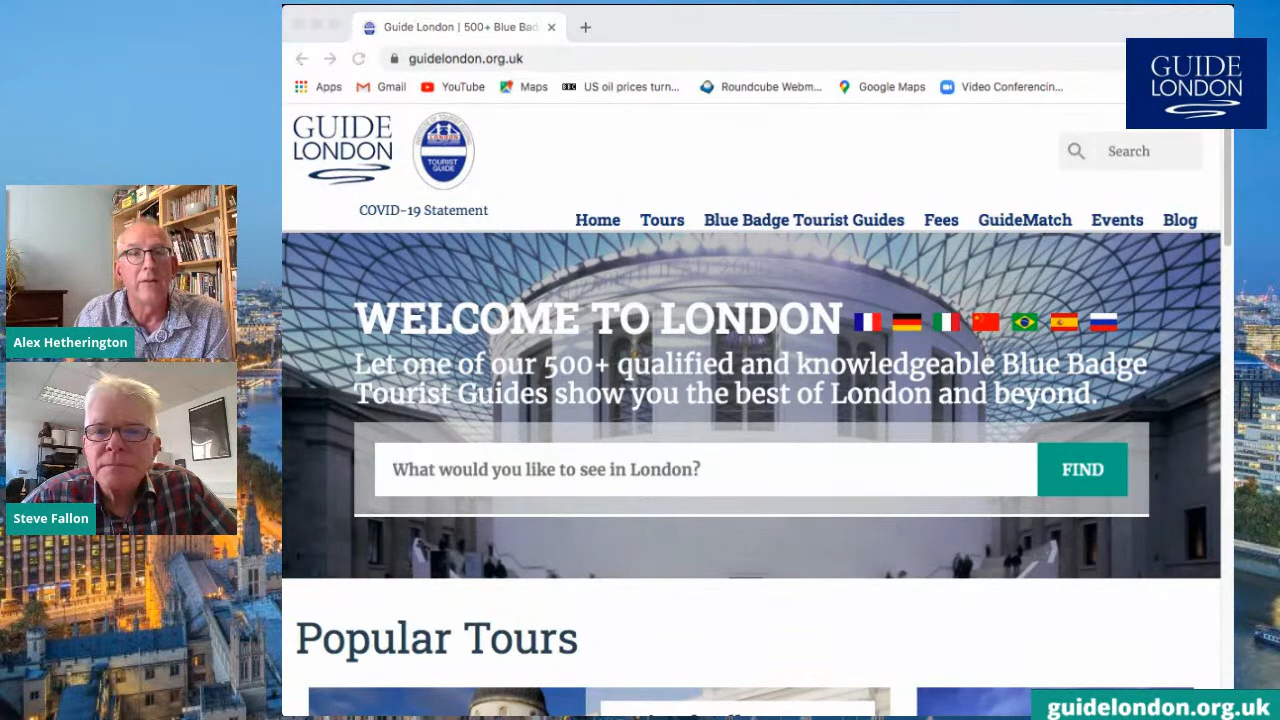 Guide London | 500+ Blue Bad
guidelondon.org.uk
Apps Gmail YouTube Maps BBC US oil prices turn... Roundcube Webm... Google Maps Video Conferencin...
GUIDE
LONDON
GUIDE
LONDON
TOURIST
GUIDE
Search
COVID-19 Statement
Home Tours Blue Badge Tourist Guides Fees GuideMatch Events Blog
WELCOME TO LONDON
Let one of our 500+ qualified and knowledgeable Blue Badge
Tourist Guides show you the best of London and beyond.
What would you like to see in London?
FIND
Popular Tours
Alex Hetherington
Steve Fallon
guidelondon.org.uk